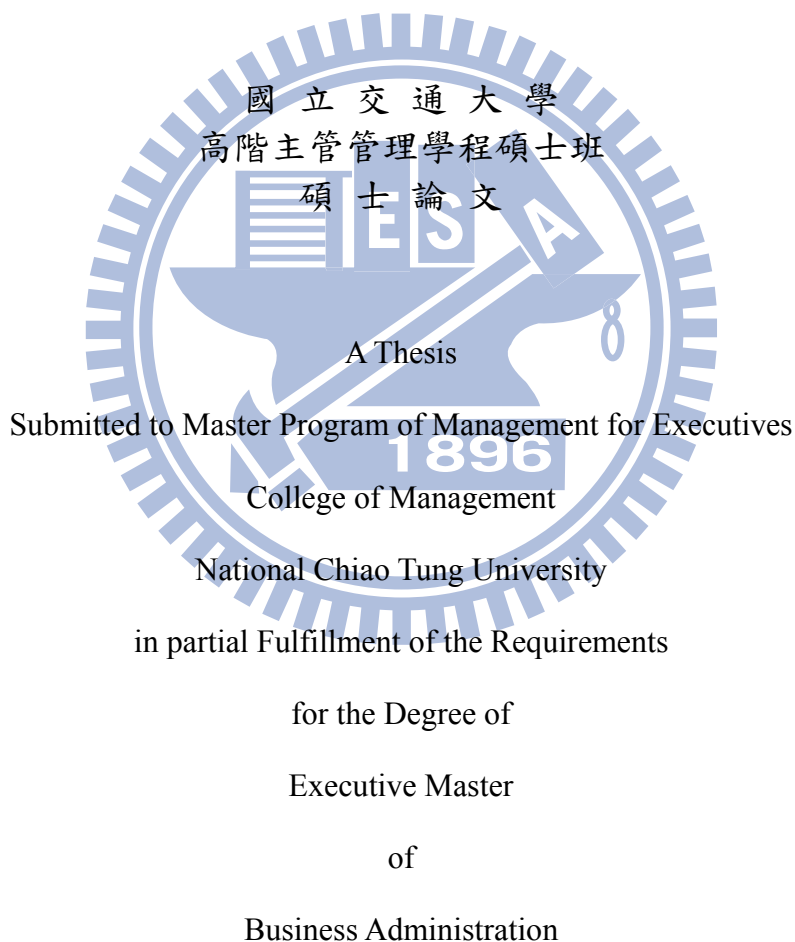 國 立 交 通 大 學
高階主管管理學程碩士班
碩 士 論 文
E S A
A Thesis
Submitted to Master Program of Management for Executives
1896
College of Management
National Chiao Tung University
in partial Fulfillment of the Requirements
for the Degree of
Executive Master
of
Business Administration